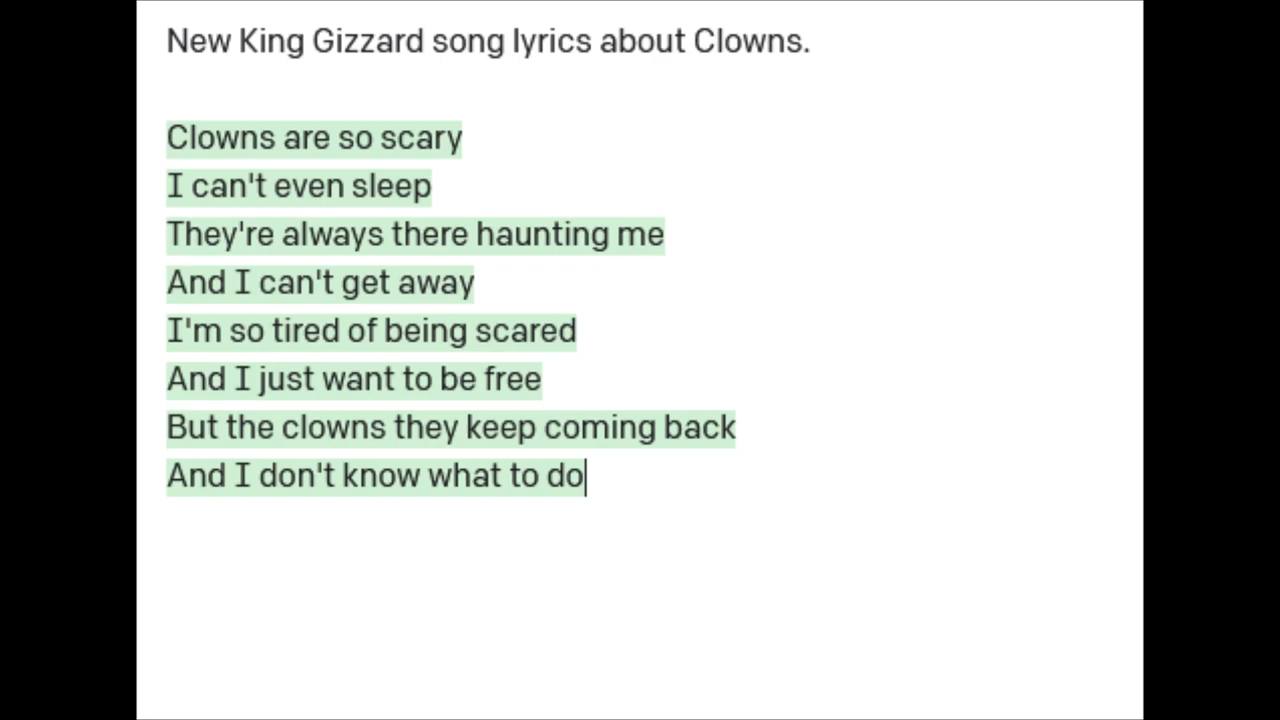 New King Gizzard song lyrics about Clowns.
Clowns are so scary
I can't even sleep
They're always there haunting me
And I can't get away
I'm so tired of being scared
And I just want to be free
But the clowns they keep coming back
And I don't know what to do